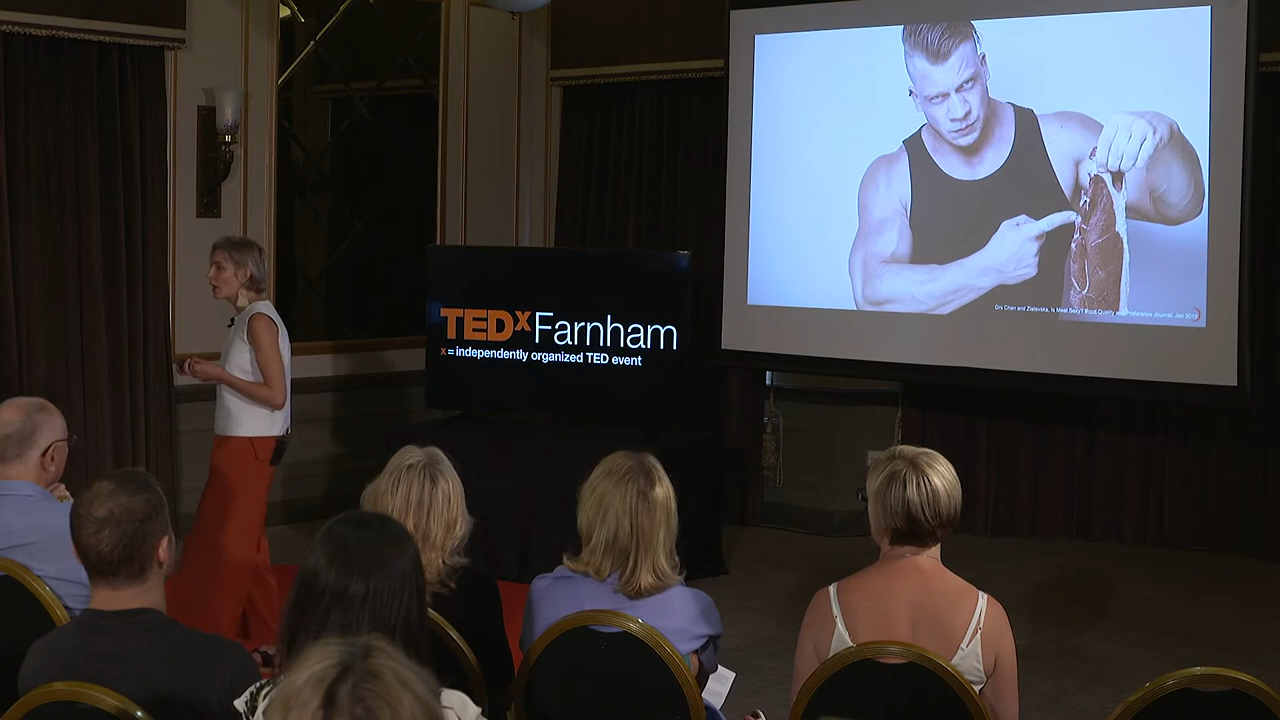 TEDxFarnham
x = independently organized TED event
Drs Chan and Zlatevska, Is Meat Sexy? Food Quality and Preference Journal, Jan 2019